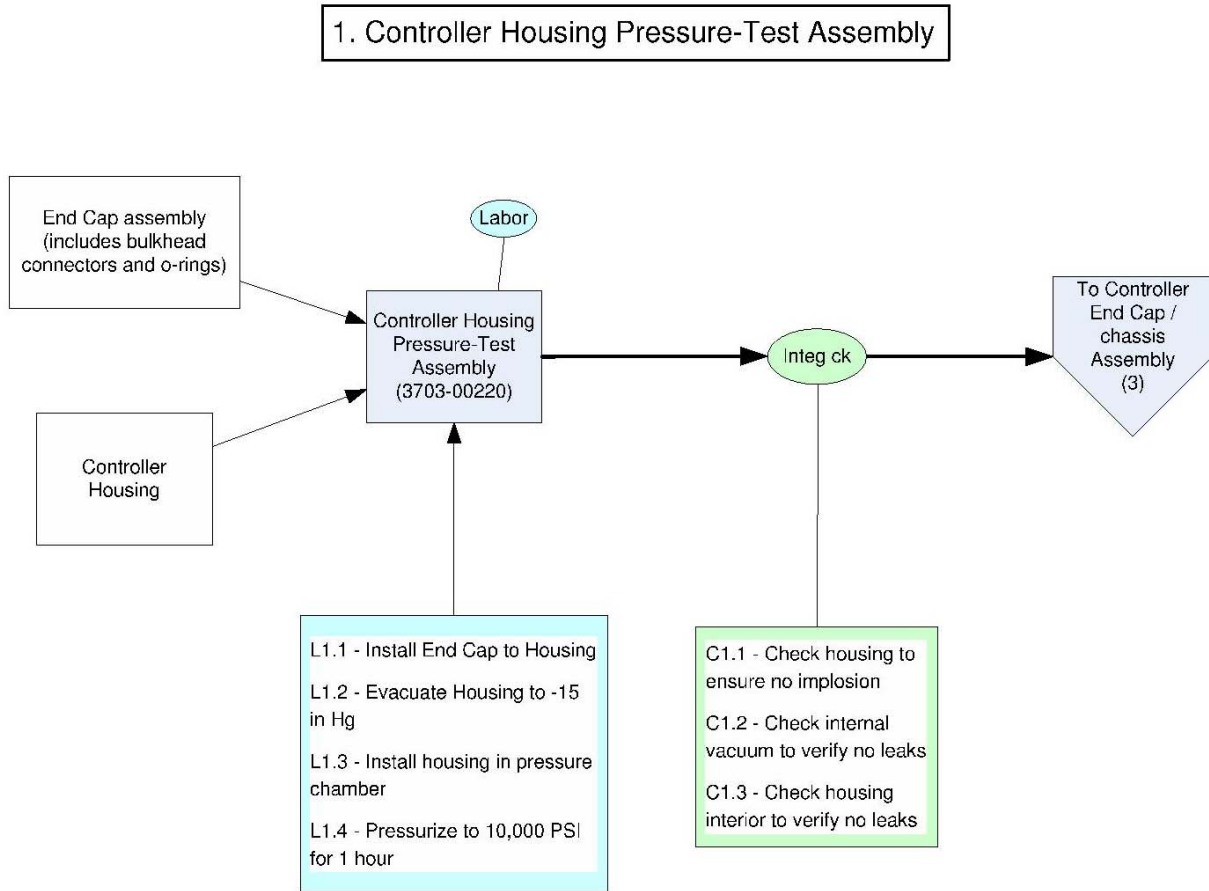 1. Controller Housing Pressure-Test Assembly
End Cap assembly
(includes bulkhead
connectors and o-rings)
Labor
Controller Housing
Pressure-Test
Assembly
(3703-00220)
Integ ck
To Controller
End Cap /
chassis
Assembly
(3)
Controller
Housing
L1.1 - Install End Cap to Housing
L1.2 - Evacuate Housing to -15
in Hg
L1.3 - Install housing in pressure
chamber
L1.4 - Pressurize to 10,000 PSI
for 1 hour
C1.1 - Check housing to
ensure no implosion
C1.2 - Check internal
vacuum to verify no leaks
C1.3 - Check housing
interior to verify no leaks